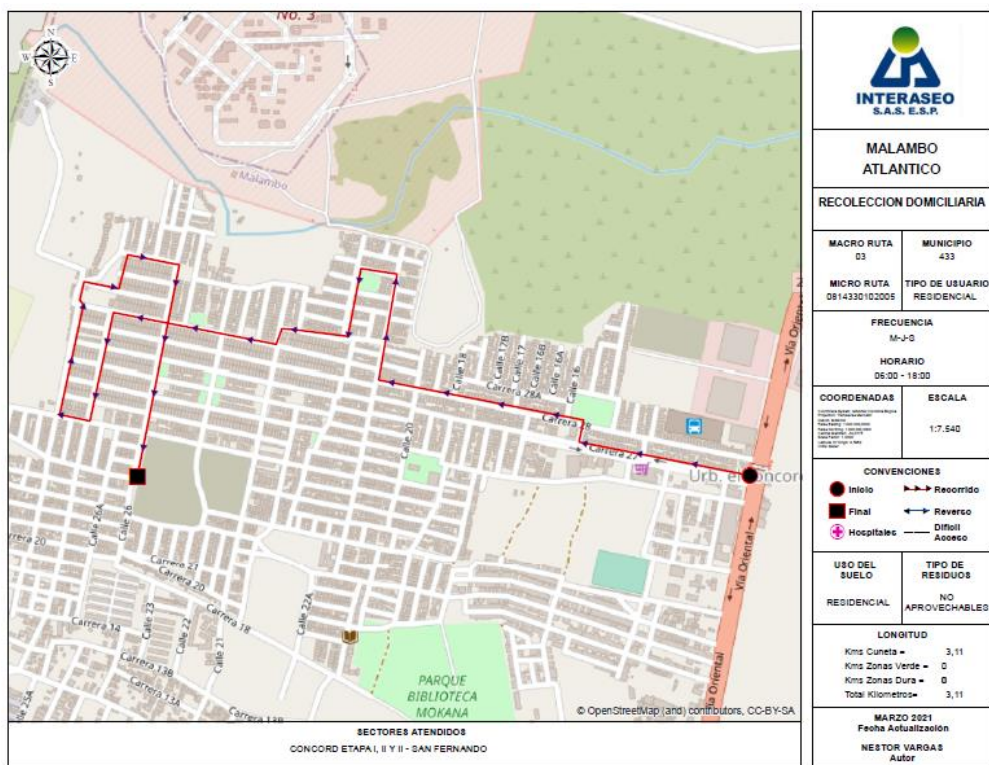 No. 3
N
W E
S
Malambo
Vía Oriental
Calle 18
Calle 17B
Calle 17
Calle 16B
Calle 16A
Calle 16
Carrera 28A
Carrera 28
Carrera 27
Calle 20
Urb. el Concor
Vía Oriental
Vía Oriental
Calle 26A
Calle 26
Carrera 20
Carrera 21
Carrera 20
Carrera 18
Calle 22A
Calle 23
Calle 22
Calle 21
Carrera 14
Carrera 13B
Carrera 13A
Carrera 13B
Calle 25A
PARQUE
BIBLIOTECA
MOKANA
© OpenStreetMap (and) contributors, CC-BY-SA
SECTORES ATENDIDOS
CONCORD ETAPA I, II Y II - SAN FERNANDO
INTERASEO
S.A.S. E.S.P.
MALAMBO
ATLANTICO
RECOLECCION DOMICILIARIA
MACRO RUTA
03
MUNICIPIO
433
MICRO RUTA
0814330102005
TIPO DE USUARIO
RESIDENCIAL
FRECUENCIA
M-J-S
HORARIO
06:00 - 18:00
COORDENADAS
ESCALA
1:7.540
CONVENCIONES
Inicio
Recorrido
Final
Reverso
Hospitales
Dificil
Acceso
USO DEL
SUELO
RESIDENCIAL
TIPO DE
RESIDUOS
NO
APROVECHABLES
LONGITUD
Kms Cuneta = 3,11
Kms Zonas Verde = 0
Kms Zonas Dura = 0
Total Kilometros= 3,11
MARZO 2021
Fecha Actualización
NESTOR VARGAS
Autor